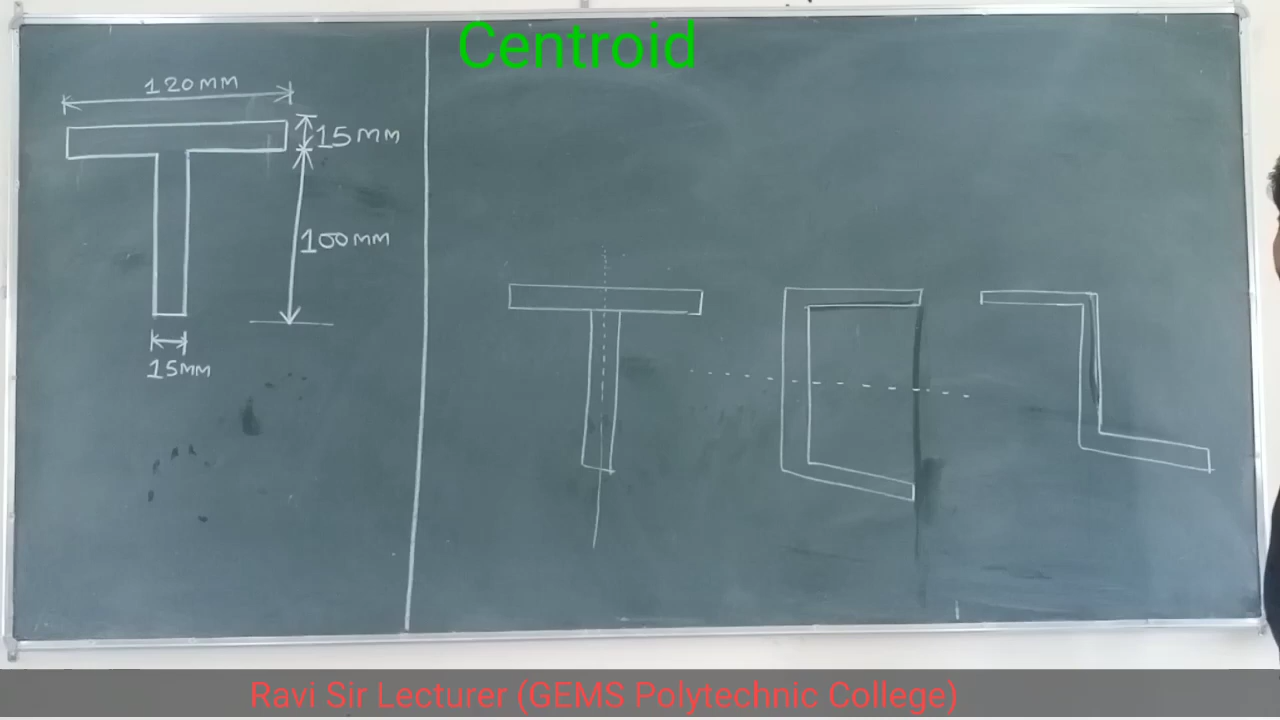 Centroid
120MM
15MM
100MM
15MM
Ravi Sir Lecturer (GEMS Polytechnic College)